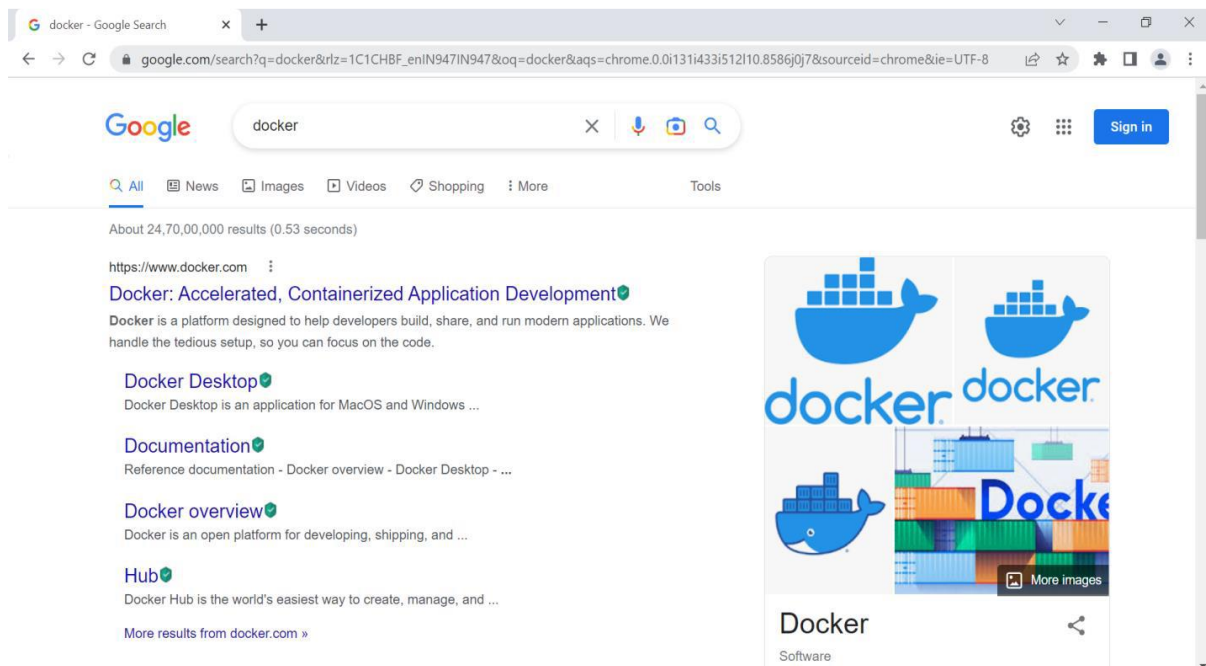 docker - Google Search
google.com/search?q=docker&rlz=1C1CHBF_enIN947IN947&oq=docker&aqs=chrome.0.0i131i433i512l10.8586j0j7&sourceid=chrome&ie=UTF-8
Google
docker
Sign in
All News Images Videos Shopping More Tools
About 24,70,00,000 results (0.53 seconds)
https://www.docker.com
Docker: Accelerated, Containerized Application Development
Docker is a platform designed to help developers build, share, and run modern applications. We
handle the tedious setup, so you can focus on the code.
Docker Desktop
Docker Desktop is an application for MacOS and Windows ...
Documentation
Reference documentation - Docker overview - Docker Desktop - ...
Docker overview
Docker is an open platform for developing, shipping, and ...
Hub
Docker Hub is the world's easiest way to create, manage, and ...
More results from docker.com »
docker
docker
Docke
More images
Docker
Software